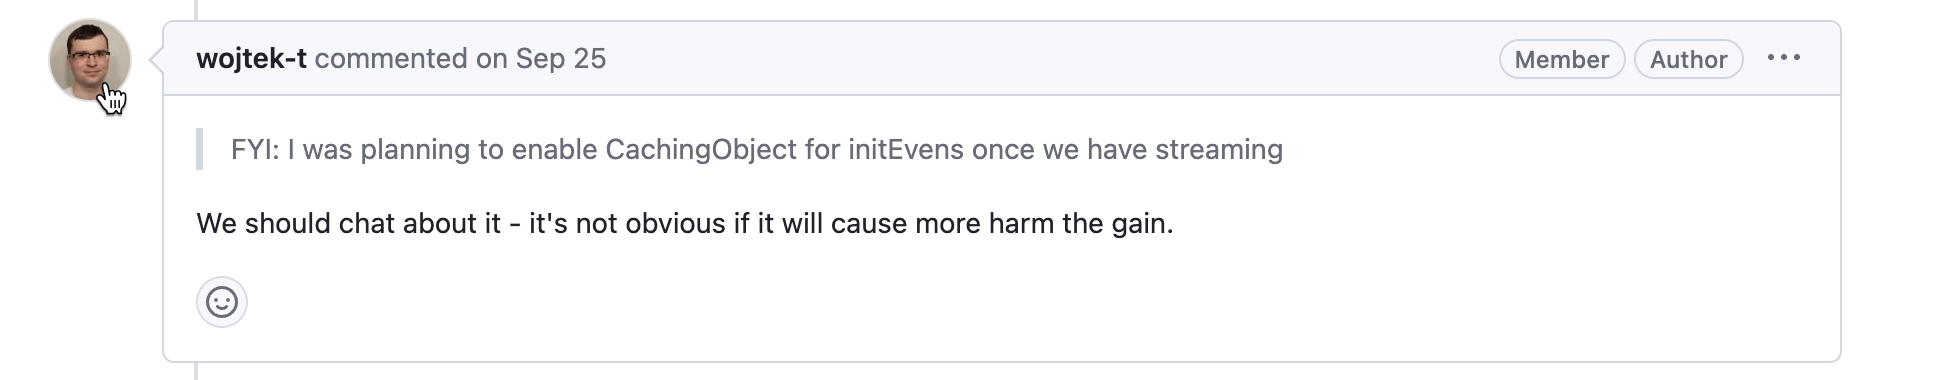 wojtek-t commented on Sep 25
Member
Author
FYI: I was planning to enable CachingObject for initEvens once we have streaming
We should chat about it - it's not obvious if it will cause more harm the gain.